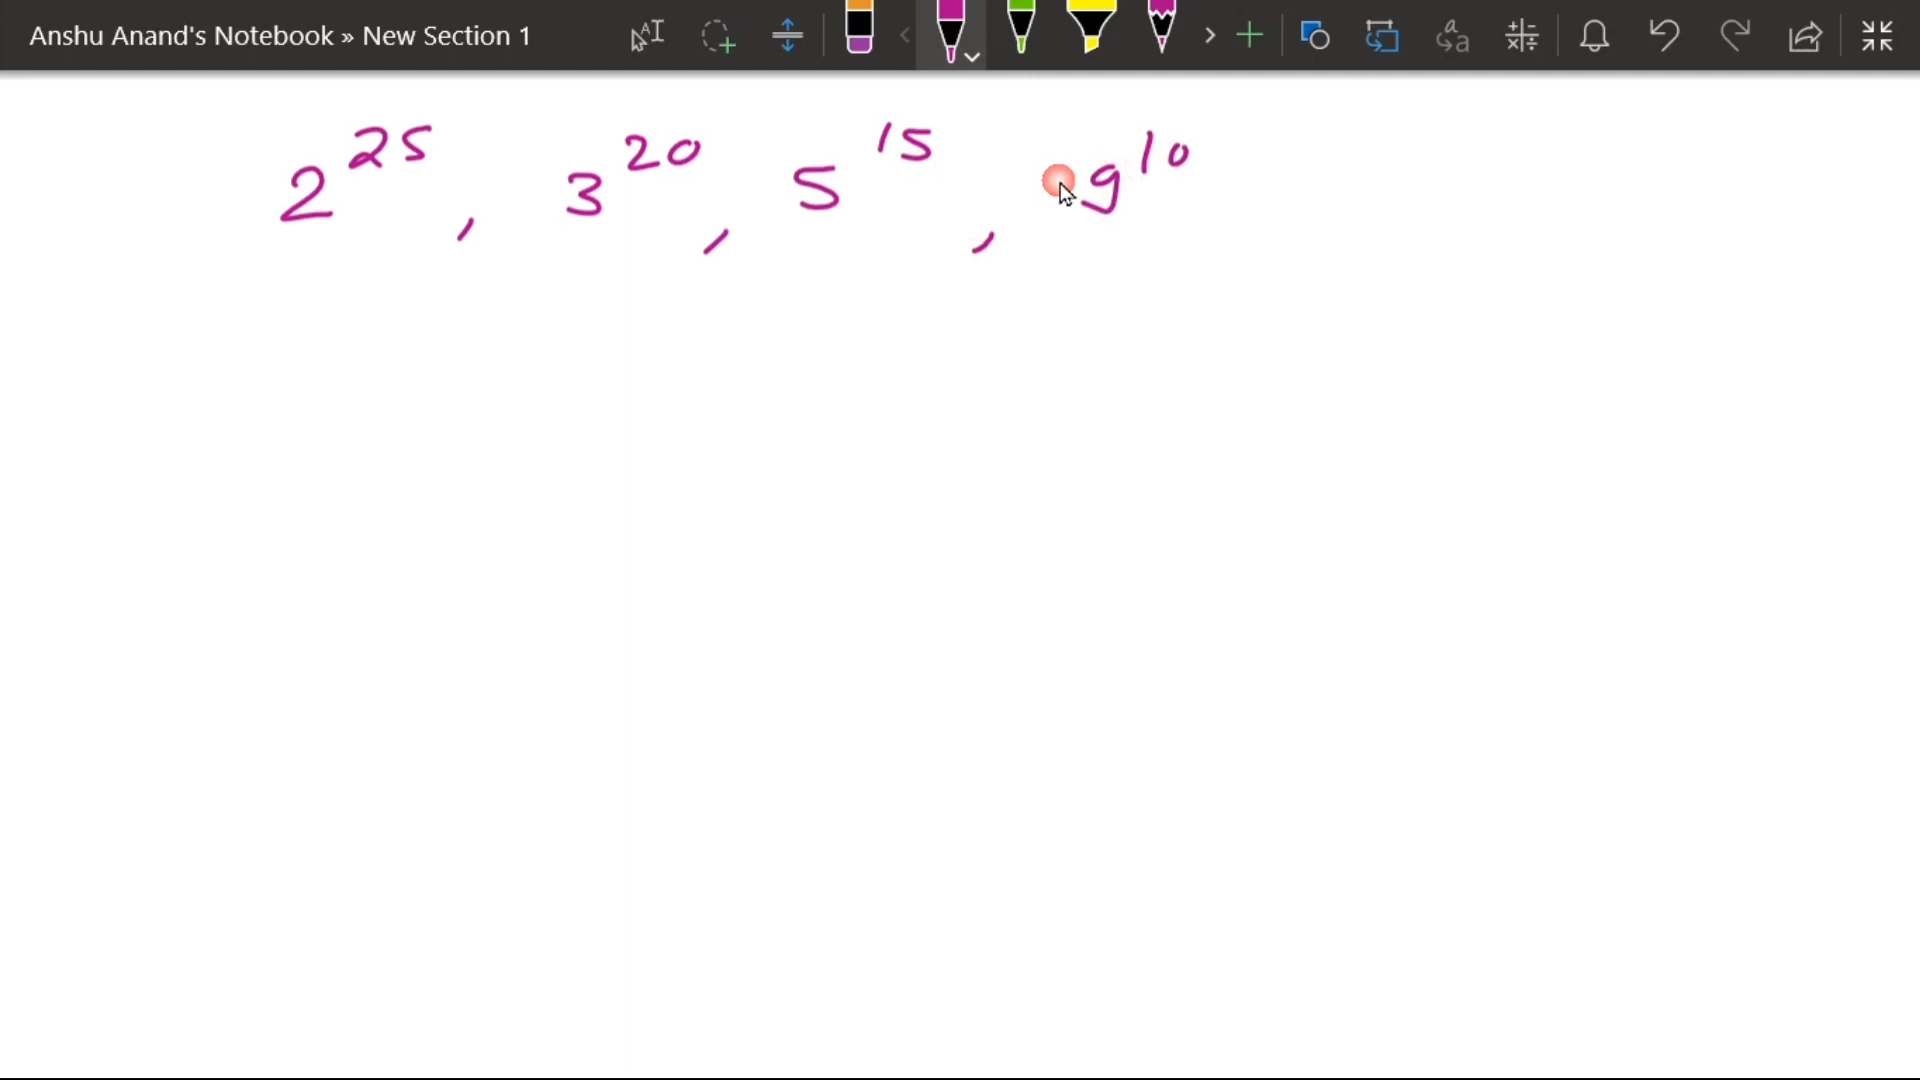 Anshu Anand's Notebook » New Section 1
2^25, 3^20, 5^15, 9^10